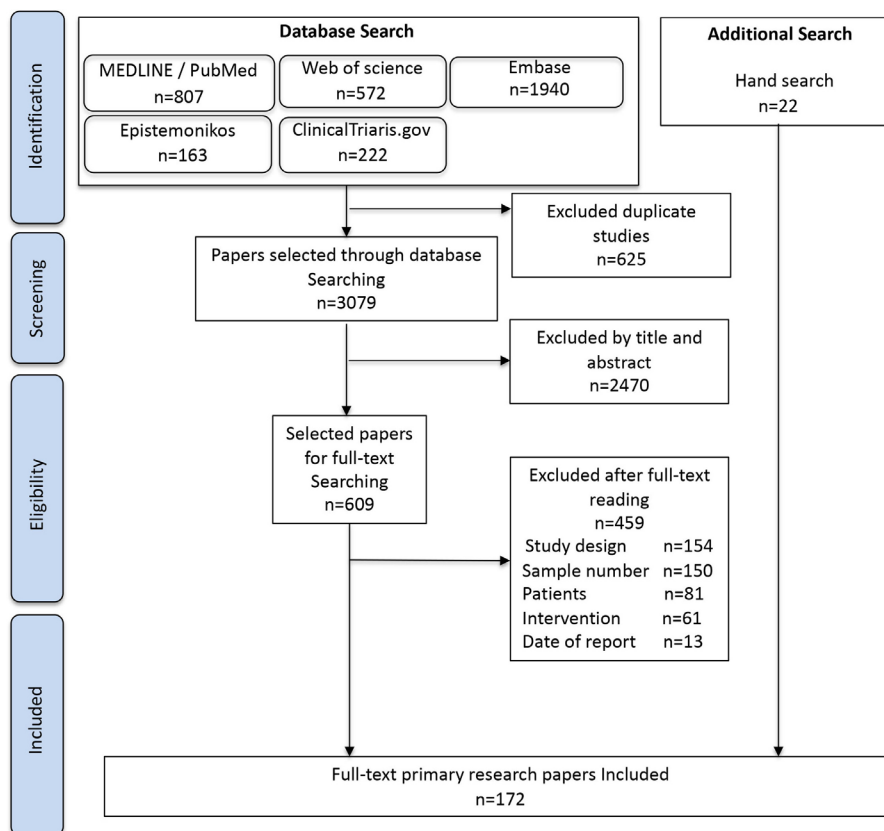 Identification
Database Search
MEDLINE / PubMed
n=807
Web of science
n=572
Embase
n=1940
Epistemonikos
n=163
ClinicalTriaris.gov
n=222
Additional Search
Hand search
n=22
Excluded duplicate
studies
n=625
Screening
Papers selected through database
Searching
n=3079
Excluded by title and
abstract
n=2470
Eligibility
Selected papers
for full-text
Searching
n=609
Excluded after full-text
reading
n=459
Study design n=154
Sample number n=150
Patients n=81
Intervention n=61
Date of report n=13
Included
Full-text primary research papers Included
n=172